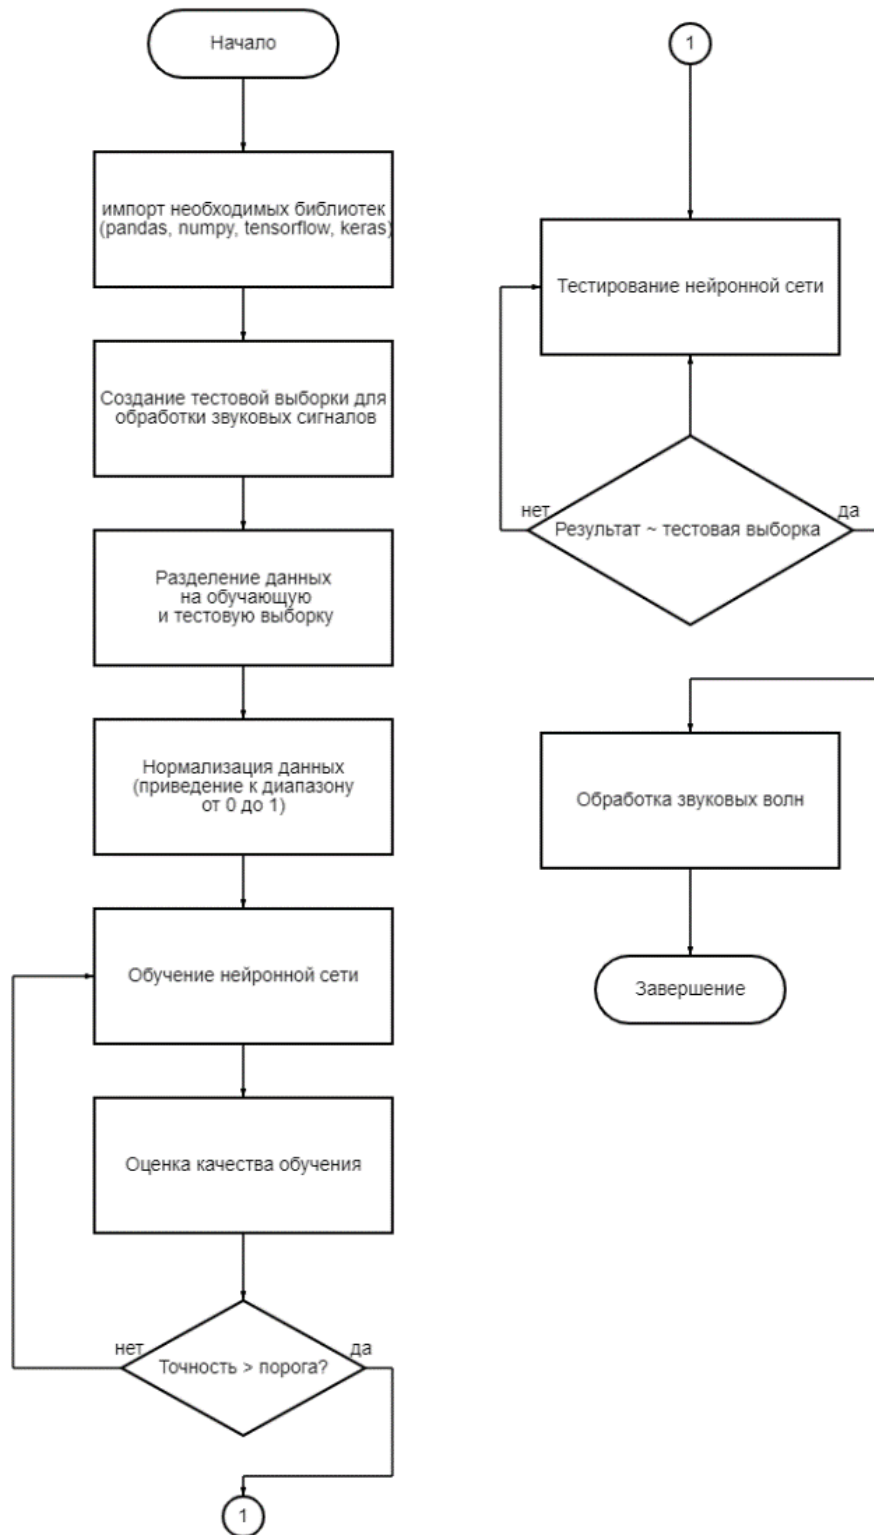 Начало
импорт необходимых библиотек
(pandas, numpy, tensorflow, keras)
Создание тестовой выборки для
обработки звуковых сигналов
Разделение данных
на обучающую
и тестовую выборку
Нормализация данных
(приведение к диапазону
от 0 до 1)
Обучение нейронной сети
Оценка качества обучения
нет
да
Точность > порога?
1
1
Тестирование нейронной сети
нет
да
Результат ~ тестовая выборка
Обработка звуковых волн
Завершение